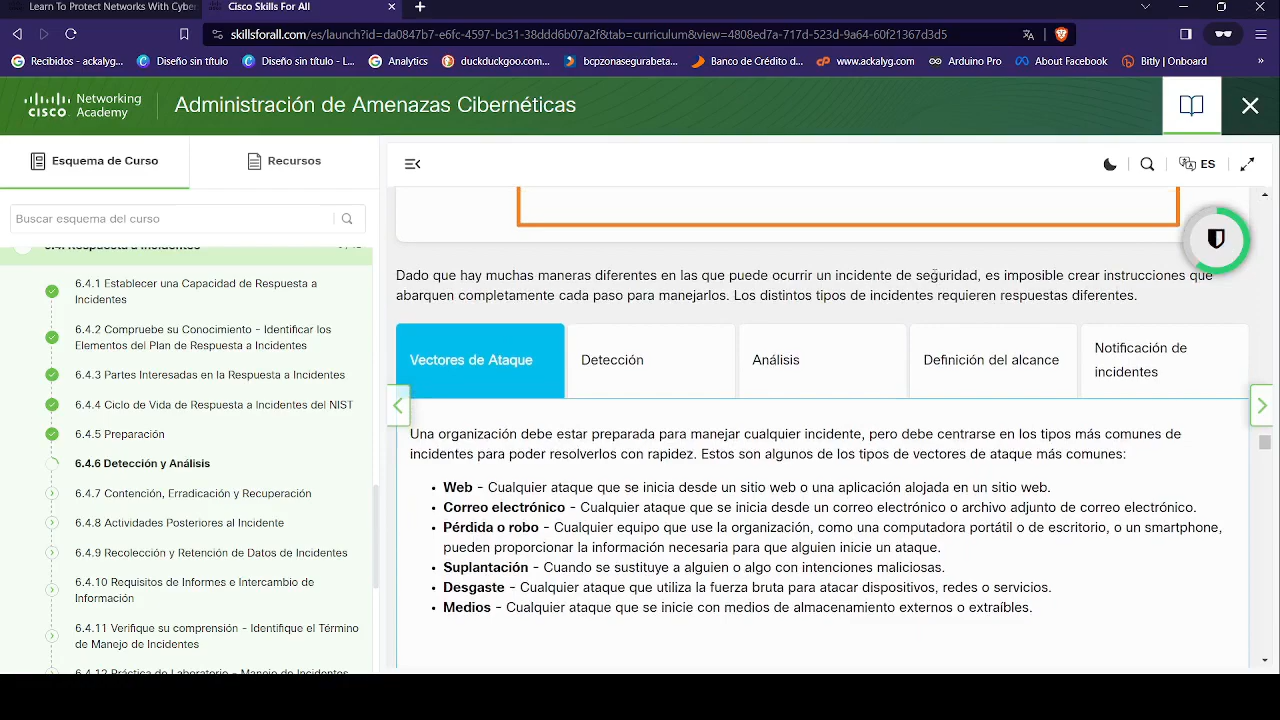 Learn To Protect Networks With Cyber
Cisco Skills For All
skillsforall.com/es/launch?id=da0847b7-e6fc-4597-bc31-38ddd6b07a2f&tab=curriculum&view=4808ed7a-717d-523d-9a64-60f21367d3d5
Recibidos - ackalyg...
Diseño sin título
Diseño sin título - L...
Analytics
duckduckgoo.com...
bcpzonasegurabeta...
Banco de Crédito d...
www.ackalyg.com
Arduino Pro
About Facebook
Bitly | Onboard
»
CISCO
Networking
Academy
Administración de Amenazas Cibernéticas
Esquema de Curso
Recursos
Buscar esquema del curso
6.4. Respuesta a Incidentes
6.4.1 Establecer una Capacidad de Respuesta a
Incidentes
6.4.2 Compruebe su Conocimiento - Identificar los
Elementos del Plan de Respuesta a Incidentes
6.4.3 Partes Interesadas en la Respuesta a Incidentes
6.4.4 Ciclo de Vida de Respuesta a Incidentes del NIST
6.4.5 Preparación
6.4.6 Detección y Análisis
6.4.7 Contención, Erradicación y Recuperación
6.4.8 Actividades Posteriores al Incidente
6.4.9 Recolección y Retención de Datos de Incidentes
6.4.10 Requisitos de Informes e Intercambio de
Información
6.4.11 Verifique su comprensión - Identifique el Término
de Manejo de Incidentes
6.4.12 Práctica de Laboratorio - Manejo de Incidentes
ES
Dado que hay muchas maneras diferentes en las que puede ocurrir un incidente de seguridad, es imposible crear instrucciones que
abarquen completamente cada paso para manejarlos. Los distintos tipos de incidentes requieren respuestas diferentes.
Vectores de Ataque
Detección
Análisis
Definición del alcance
Notificación de
incidentes
Una organización debe estar preparada para manejar cualquier incidente, pero debe centrarse en los tipos más comunes de
incidentes para poder resolverlos con rapidez. Estos son algunos de los tipos de vectores de ataque más comunes:
• Web - Cualquier ataque que se inicia desde un sitio web o una aplicación alojada en un sitio web.
• Correo electrónico - Cualquier ataque que se inicia desde un correo electrónico o archivo adjunto de correo electrónico.
• Pérdida o robo - Cualquier equipo que use la organización, como una computadora portátil o de escritorio, o un smartphone,
pueden proporcionar la información necesaria para que alguien inicie un ataque.
• Suplantación - Cuando se sustituye a alguien o algo con intenciones maliciosas.
• Desgaste - Cualquier ataque que utiliza la fuerza bruta para atacar dispositivos, redes o servicios.
• Medios - Cualquier ataque que se inicie con medios de almacenamiento externos o extraíbles.